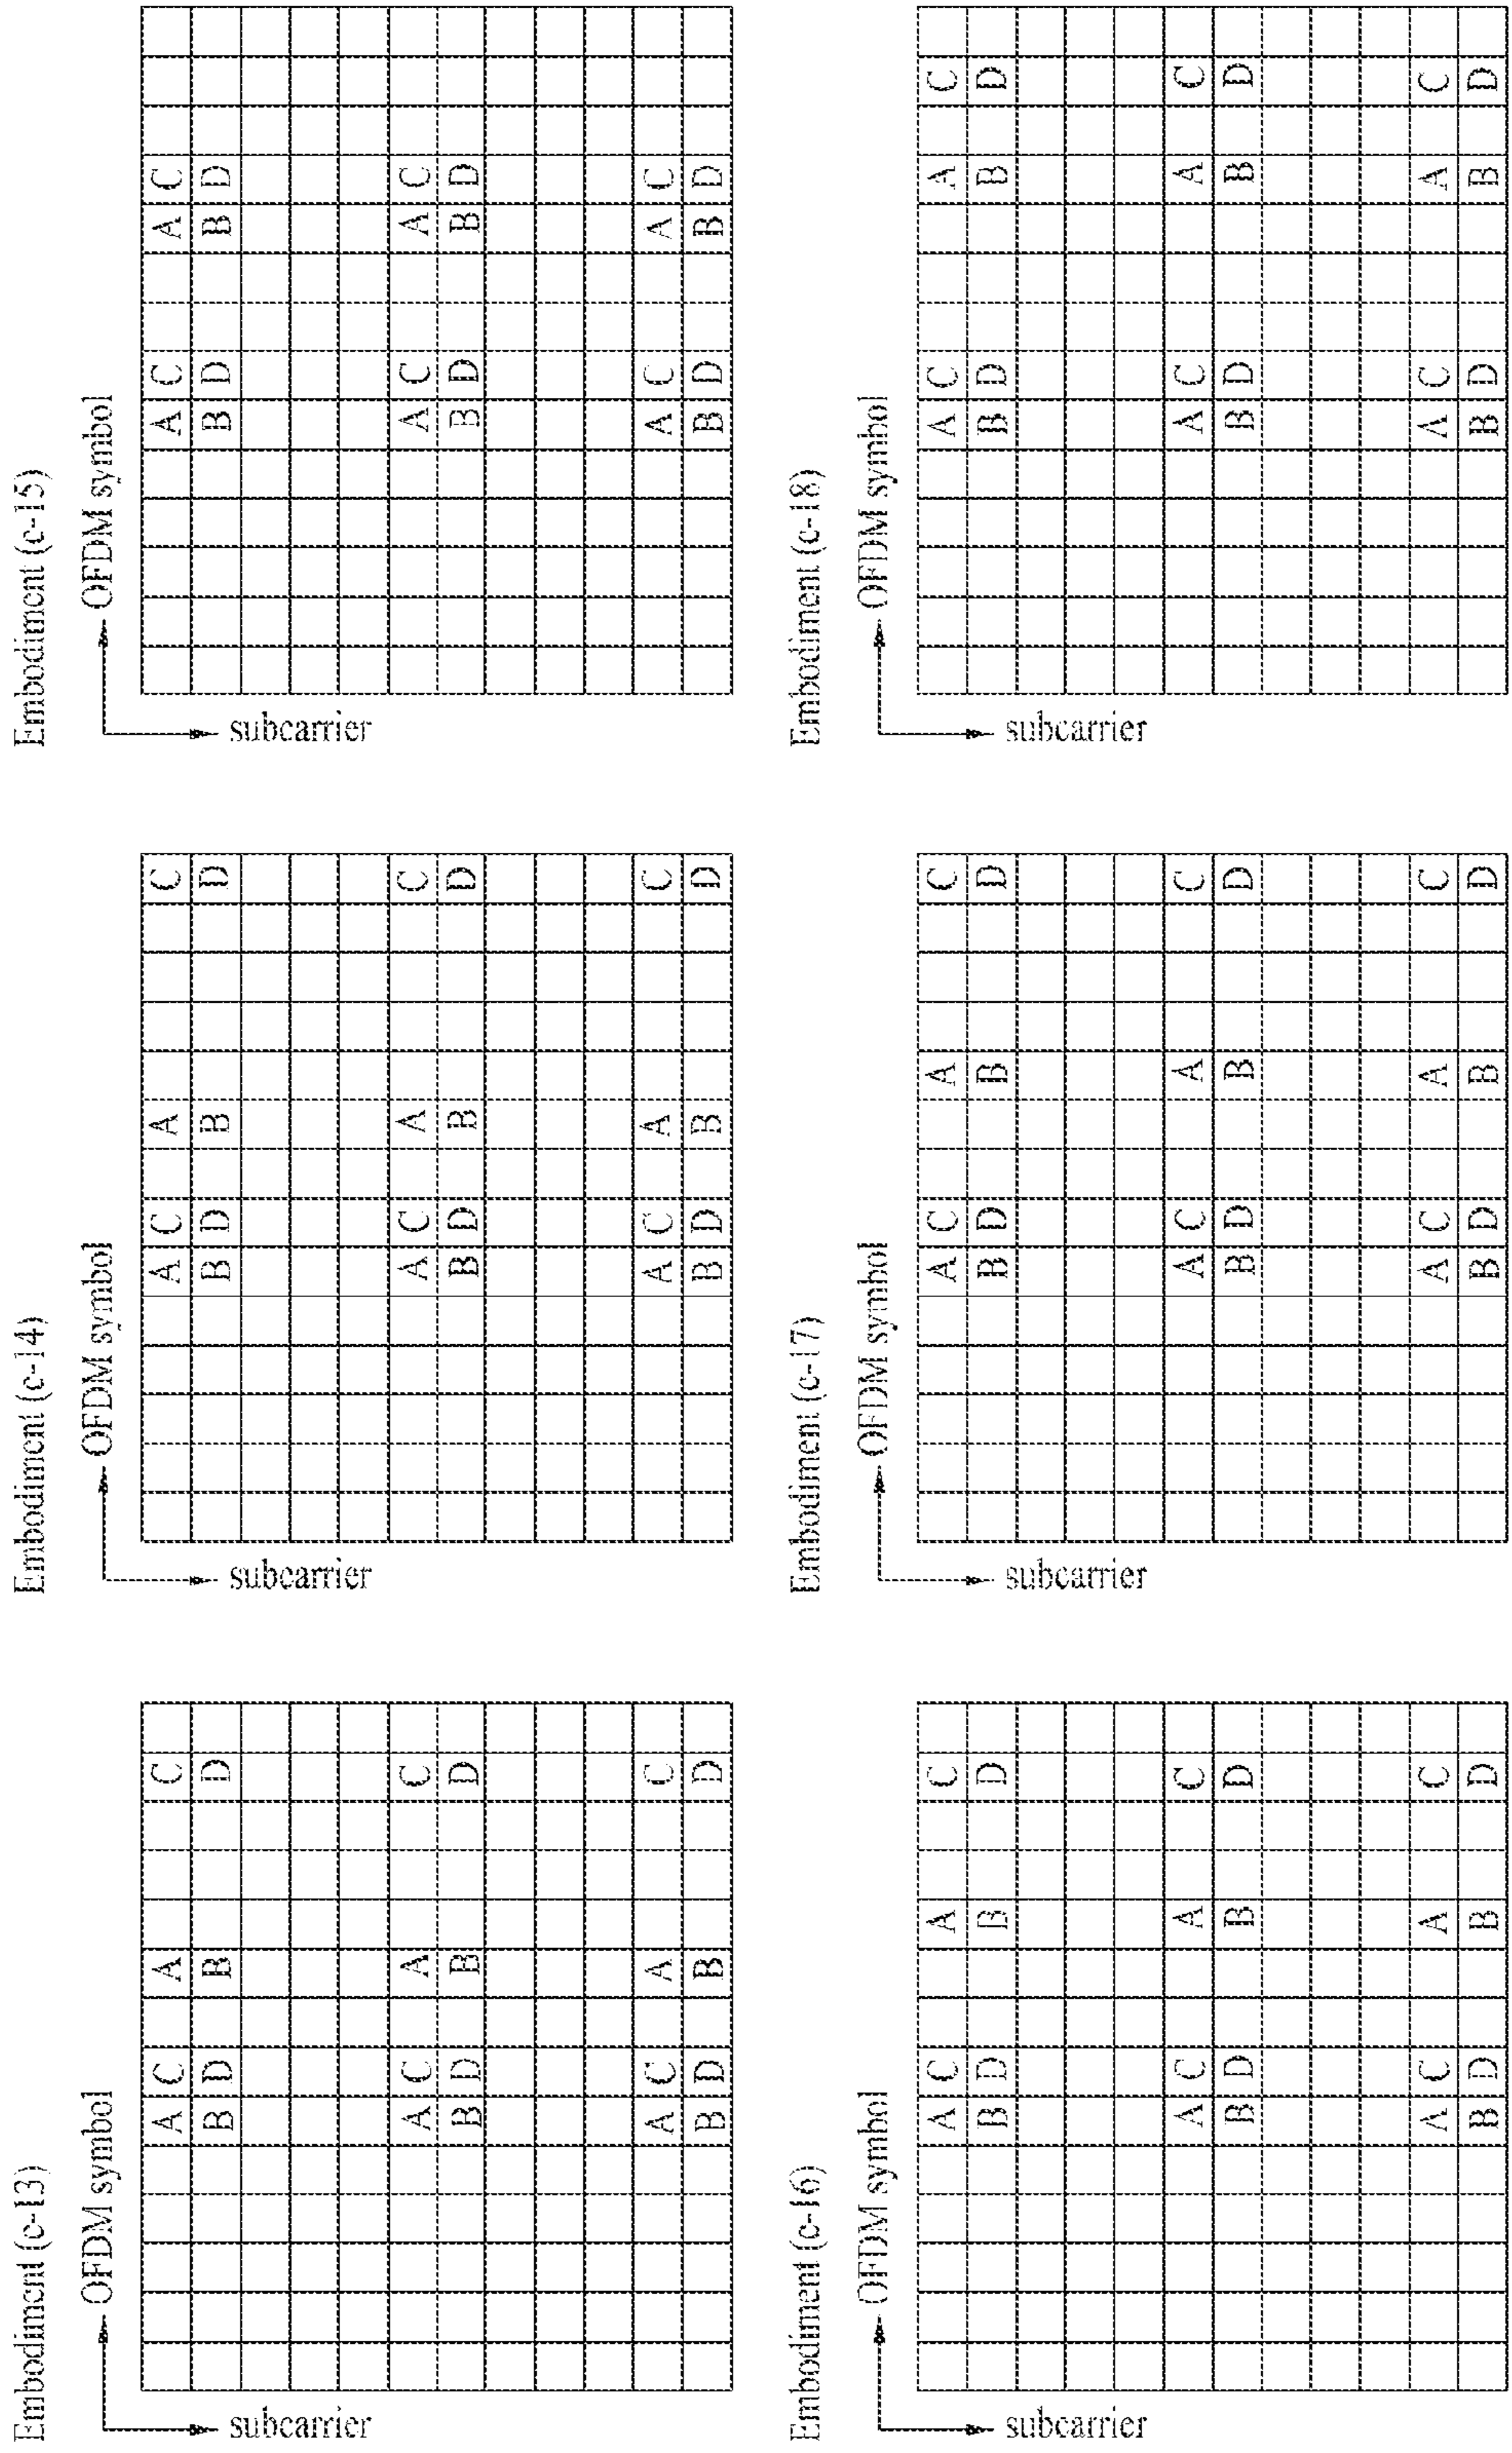 Embodiment (c-13)
OFDM symbol
subcarrier
A C A C
B D B D
A C A C
B D B D
A C A C
B D B D
Embodiment (c-14)
OFDM symbol
subcarrier
A C A C
B D B D
A C A C
B D B D
A C A C
B D B D
Embodiment (c-15)
OFDM symbol
subcarrier
A C A C
B D B D
A C A C
B D B D
A C A C
B D B D
Embodiment (c-16)
OFDM symbol
subcarrier
A C A C
B D B D
A C A C
B D B D
A C A C
B D B D
Embodiment (c-17)
OFDM symbol
subcarrier
A C A C
B D B D
A C A C
B D B D
A C A C
B D B D
Embodiment (c-18)
OFDM symbol
subcarrier
A C A C
B D B D
A C A C
B D B D
A C A C
B D B D